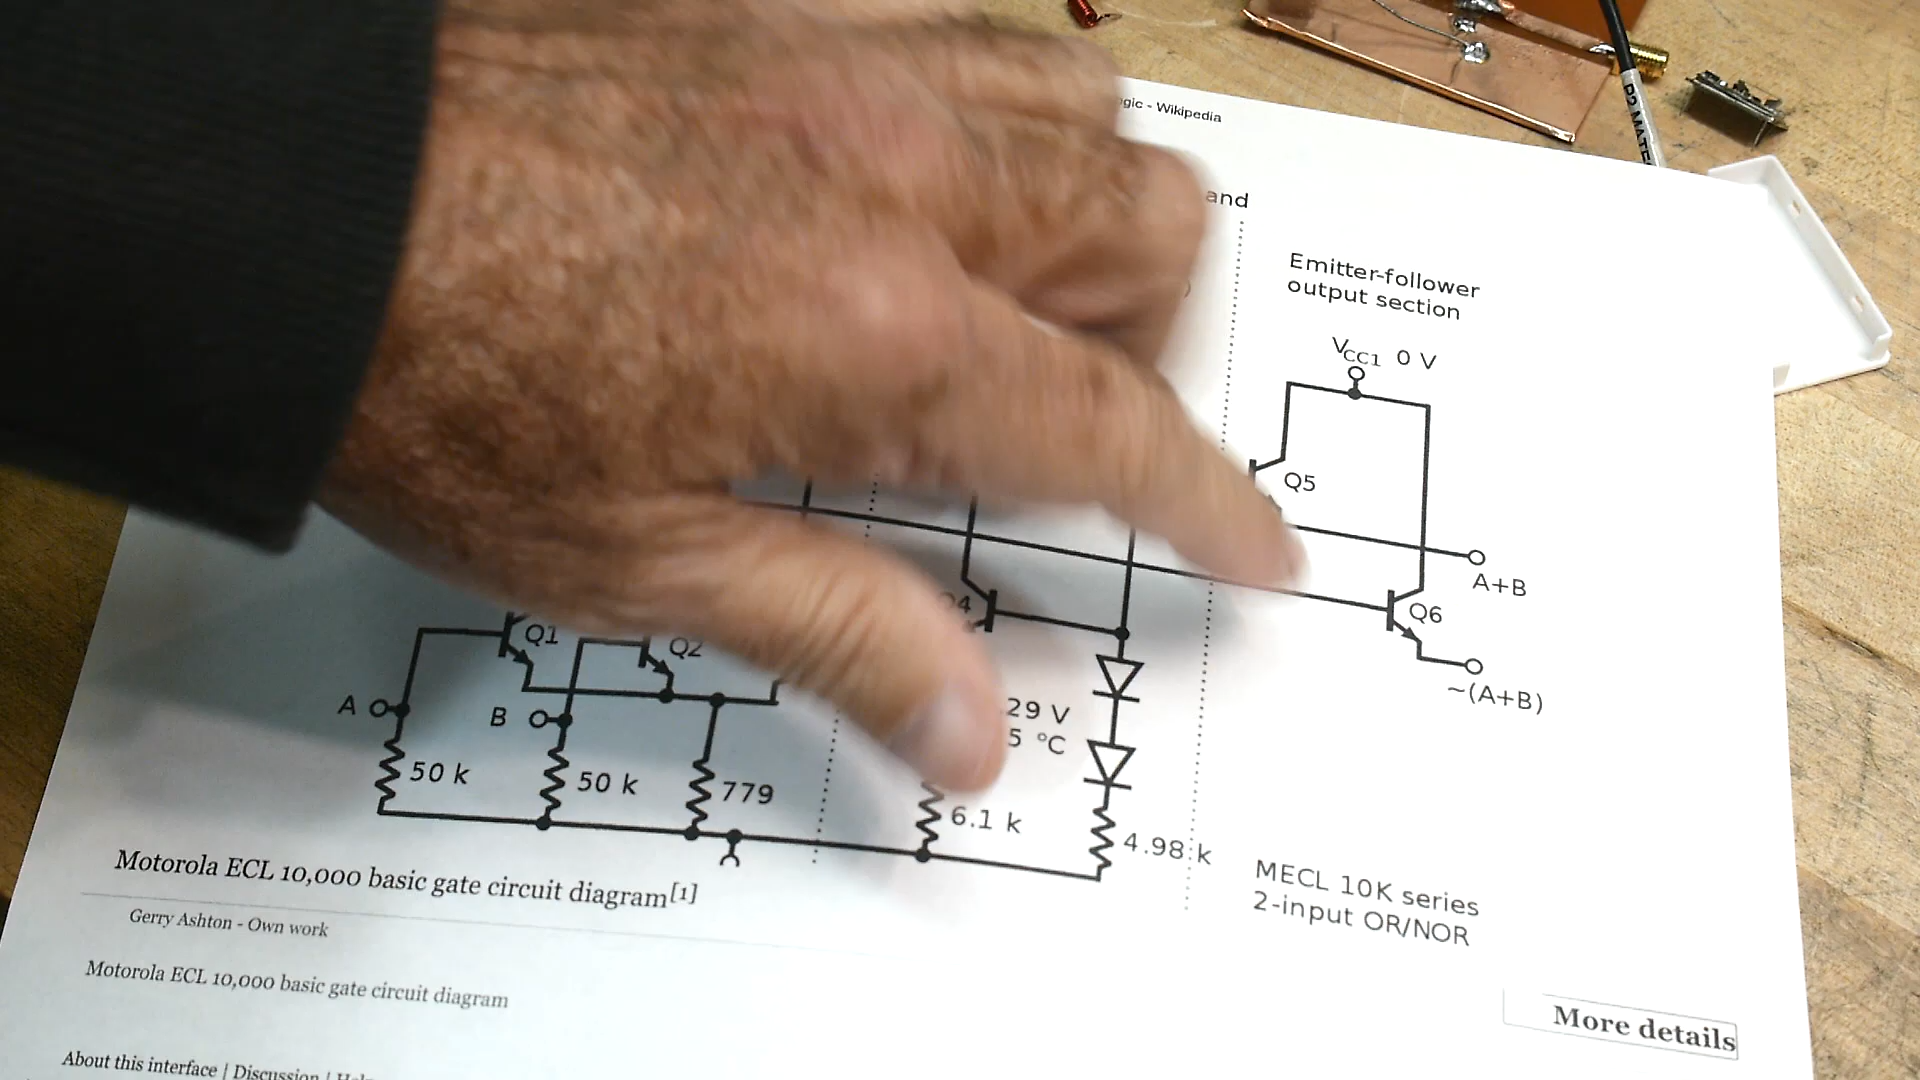 - Wikipedia
and
Emitter-follower
output section
VCC1 0 V
Q5
A+B
Q6
~(A+B)
Q1
Q2
A
B
29 V
5 °C
50 k
50 k
779
6.1 k
4.98 k
MECL 10K series
2-input OR/NOR
Motorola ECL 10,000 basic gate circuit diagram[1]
Gerry Ashton - Own work
Motorola ECL 10,000 basic gate circuit diagram
More details
About this interface | Discussion |